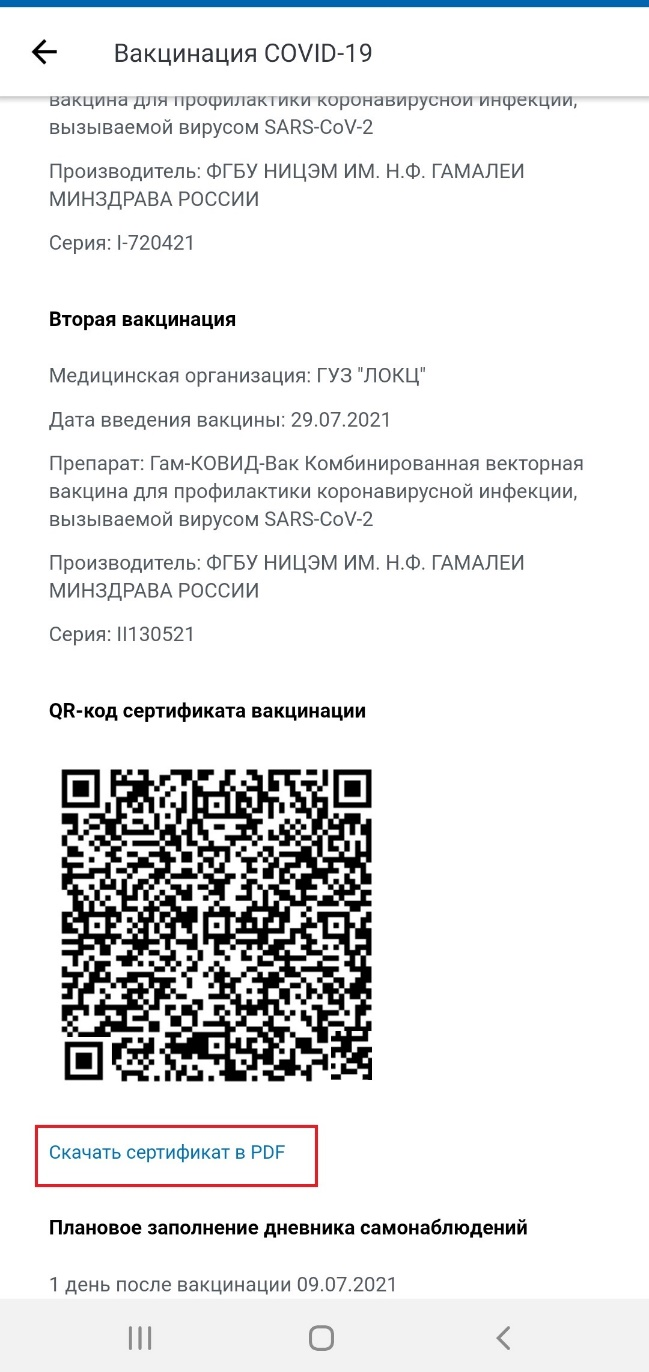 Вакцинация COVID-19
вакцина для профилактики коронавирусной инфекции,
вызываемой вирусом SARS-CoV-2
Производитель: ФГБУ НИЦЭМ ИМ. Н.Ф. ГАМАЛЕИ
МИНЗДРАВА РОССИИ
Серия: I-720421
Вторая вакцинация
Медицинская организация: ГУЗ "ЛОКЦ"
Дата введения вакцины: 29.07.2021
Препарат: Гам-КОВИД-Вак Комбинированная векторная
вакцина для профилактики коронавирусной инфекции,
вызываемой вирусом SARS-CoV-2
Производитель: ФГБУ НИЦЭМ ИМ. Н.Ф. ГАМАЛЕИ
МИНЗДРАВА РОССИИ
Серия: II130521
QR-код сертификата вакцинации
Скачать сертификат в PDF
Плановое заполнение дневника самонаблюдений
1 день после вакцинации 09.07.2021